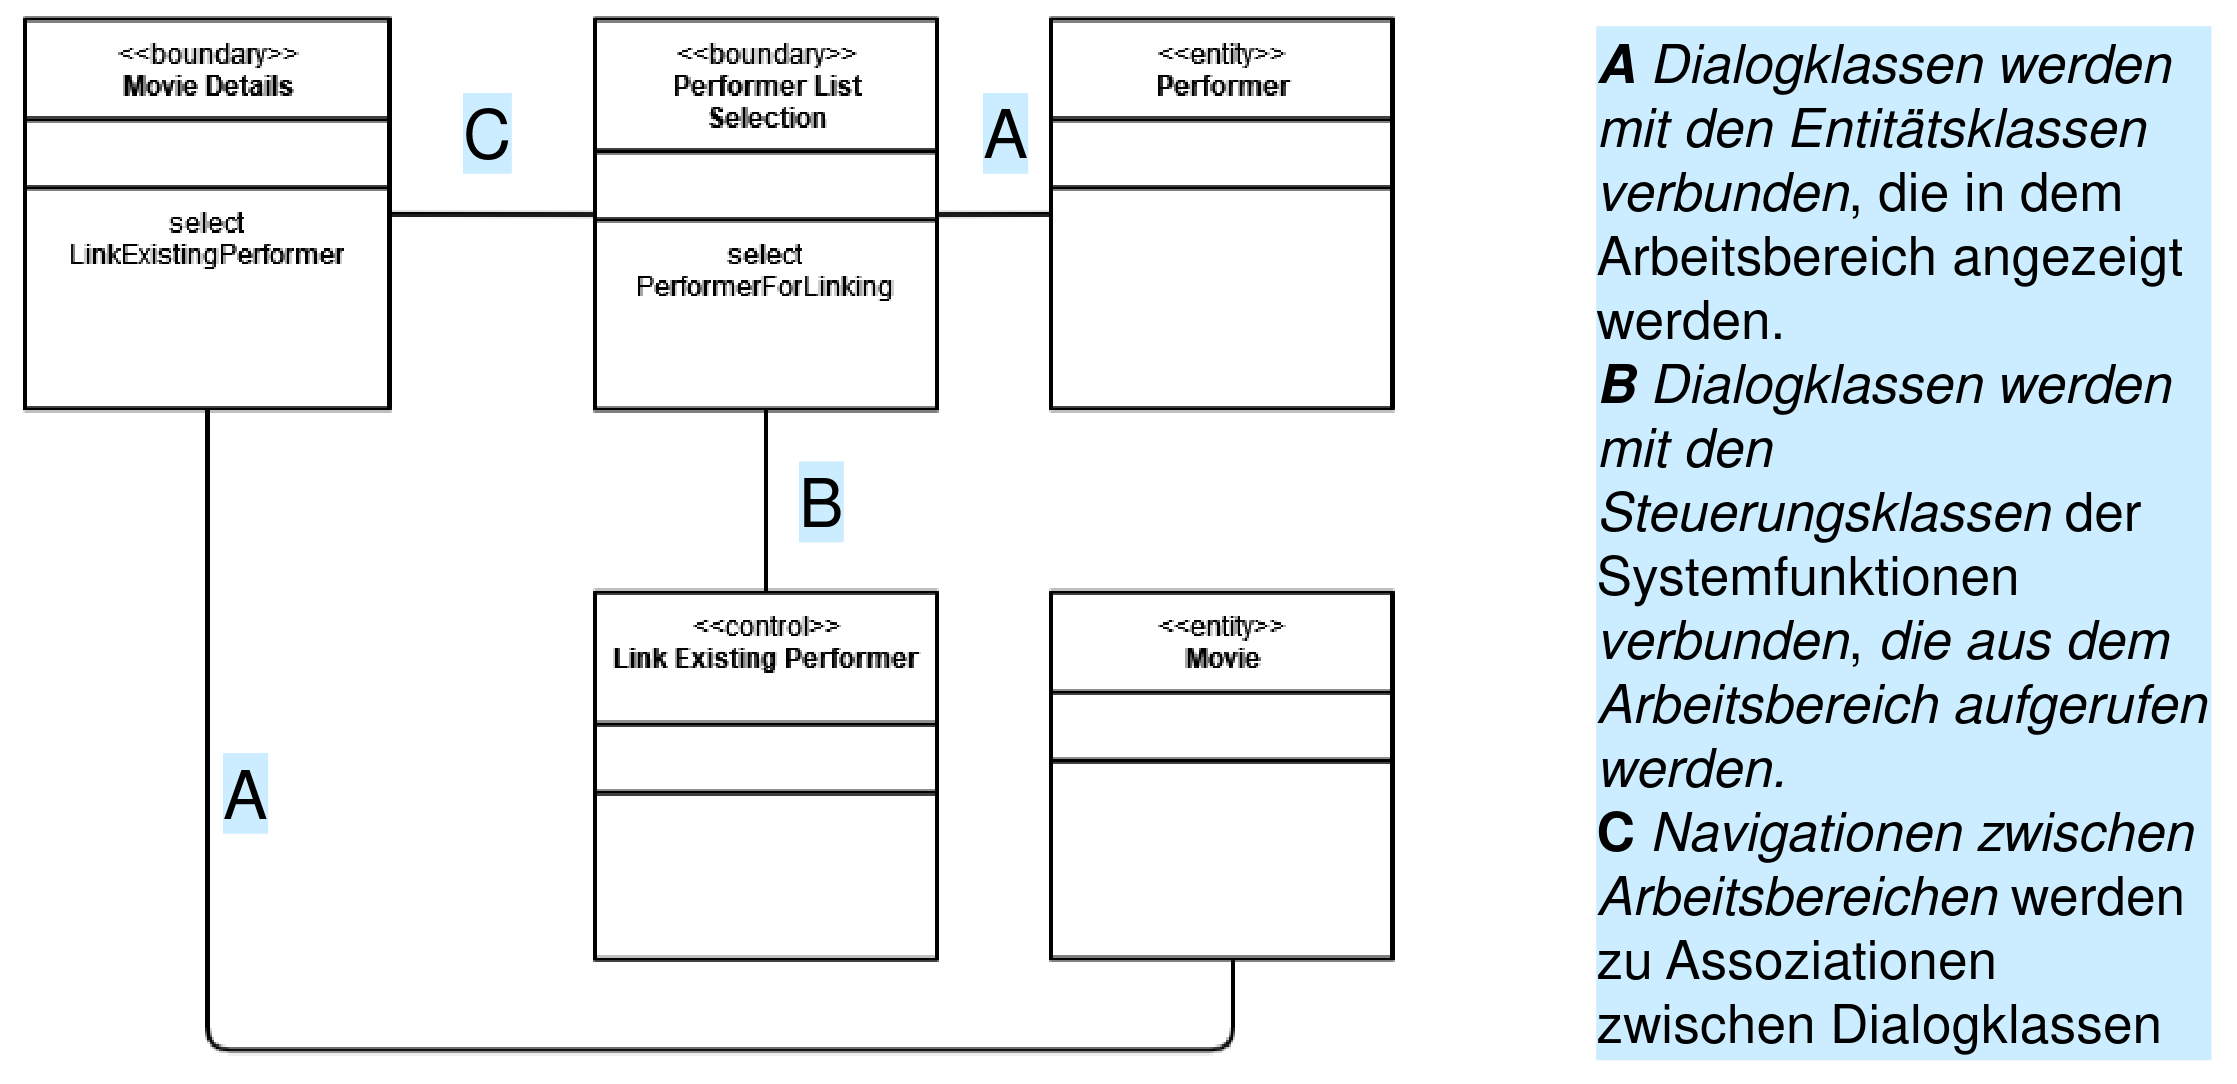 <<boundary>>
Movie Details
select
LinkExistingPerformer
C
<<boundary>>
Performer List
Selection
select
PerformerForLinking
A
<<entity>>
Performer
B
<<control>>
Link Existing Performer
<<entity>>
Movie
A
A Dialogklassen werden
mit den Entitätsklassen
verbunden, die in dem
Arbeitsbereich angezeigt
werden.
B Dialogklassen werden
mit den
Steuerungsklassen der
Systemfunktionen
verbunden, die aus dem
Arbeitsbereich aufgerufen
werden.
C Navigationen zwischen
Arbeitsbereichen werden
zu Assoziationen
zwischen Dialogklassen